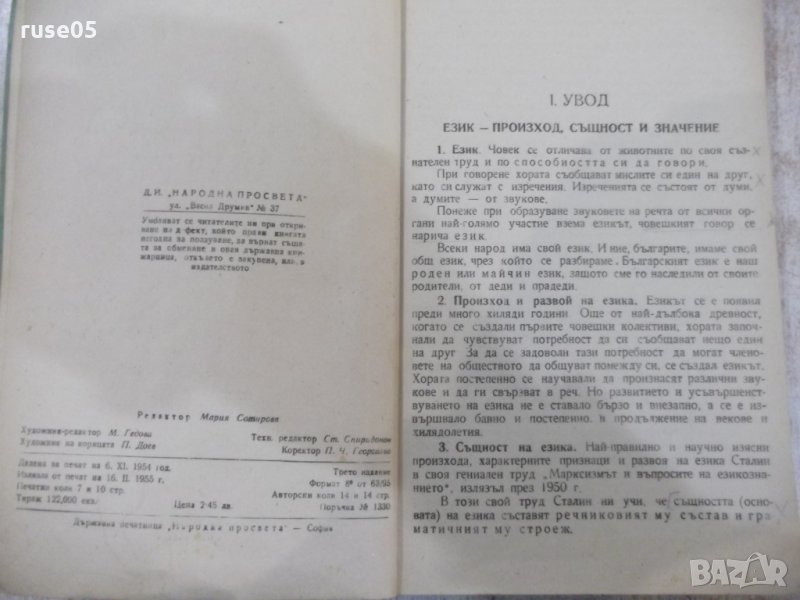 ruse05
Д.И. „НАРОДНА ПРОСВЕТА"
ул. „Васил Друмев" № 37
Умоляват се читателите ни при откри-
ване на дефект, който прави книгата
негодна за ползуване, да върнат съща-
та за обменяне в оная държавна кни-
жарница, откъдето е закупена, или в
издателството
Редактор Мария Сотирова
Художник-редактор М. Гедова
Художник на корицата П. Доев
Техн. редактор Ст. Спиридонов
Коректор П. Ч. Георгиева
Дадена за печат на 6. XI. 1954 год.
Излязла от печат на 16. II. 1955 г.
Печатни коли 7 и 10 стр.
Тираж 122,000 екз.
Цена 2·45 лв.
Трето издание
Формат 8° от 63/95
Авторски коли 14 и 14 стр.
Поръчка № 1330
Държавна печатница „Народна просвета" — София
I. УВОД
ЕЗИК — ПРОИЗХОД, СЪЩНОСТ И ЗНАЧЕНИЕ
1. Език. Човек се отличава от животните по своя съз-
нателен труд и по способността си да говори.
При говорене хората съобщават мислите си един на друг,
като си служат с изречения. Изреченията се състоят от думи,
а думите — от звукове.
Понеже при образуване звуковете на речта от всички ор-
гани най-голямо участие взема езикът, човешкият говор се
нарича език.
Всеки народ има свой език. И ние, българите, имаме свой
общ език, чрез който се разбираме. Българският език е наш
роден или майчин език, защото сме го наследили от своите
родители, от деди и прадеди.
2. Произход и развой на езика. Езикът се е появил
преди много хиляди години. Още от най-дълбока древност,
когато се създали първите човешки колективи, хората започ-
нали да чувствуват потребност да си съобщават нещо един
на друг За да се задоволи тази потребност да могат членове-
те на обществото да общуват помежду си, се създал езикът.
Хората постепенно се научавали да произнасят различни зву-
кове и да ги свързват в реч. Но развитието и усъвършенст-
вуването на езика не е ставало бързо и внезапно, а се е из-
вършвало бавно и постепенно, в продължение на векове и
хилядолетия.
3. Същност на езика. Най-правилно и научно изясни
произхода, характерните признаци и развоя на езика Сталин
в своя гениален труд „Марксизмът и въпросите на езикозна-
нието", излязъл през 1950 г.
В този свой труд Сталин ни учи, че същността (осно-
вата) на езика съставят речниковият му състав и гра-
матичният му строеж.
BAZAR